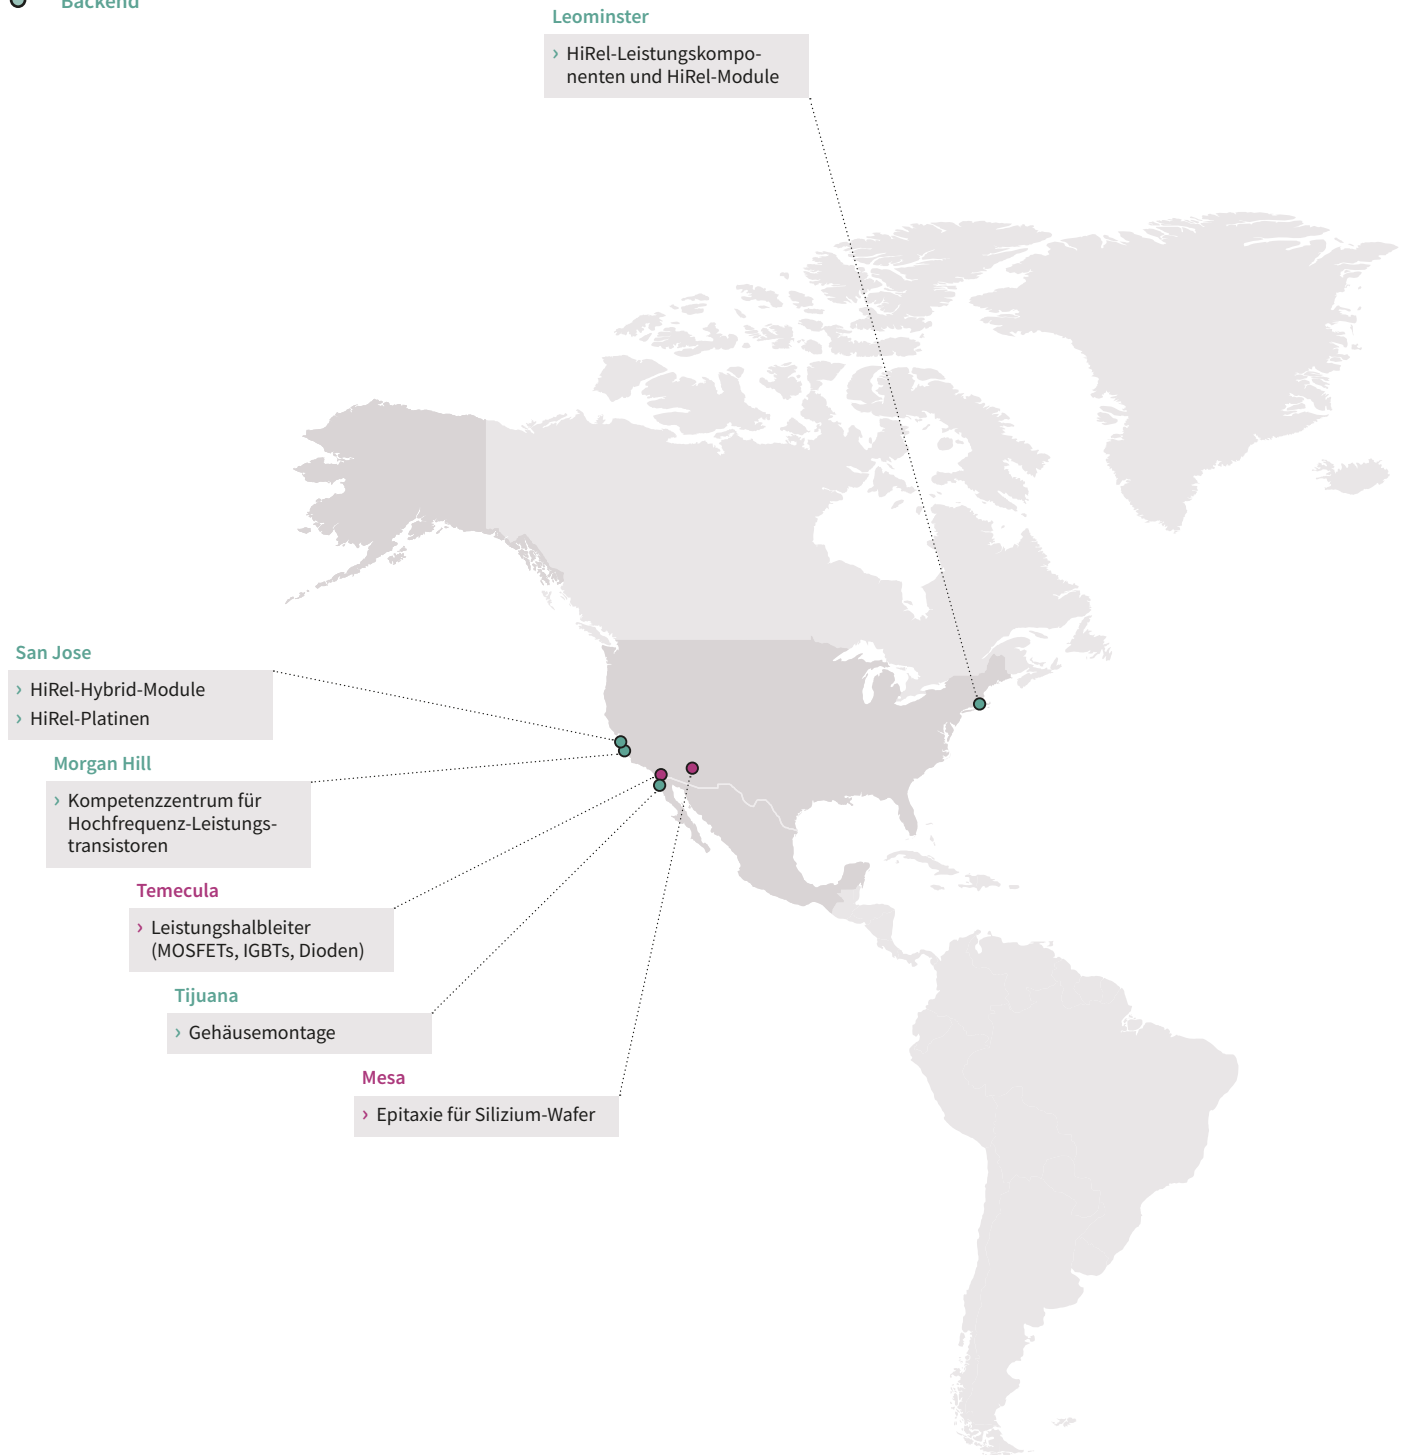 Backend
Leominster
› HiRel-Leistungskompo-
nenten und HiRel-Module
San Jose
› HiRel-Hybrid-Module
› HiRel-Platinen
Morgan Hill
› Kompetenzzentrum für
Hochfrequenz-Leistungs-
transistoren
Temecula
› Leistungshalbleiter
(MOSFETs, IGBTs, Dioden)
Tijuana
› Gehäusemontage
Mesa
› Epitaxie für Silizium-Wafer